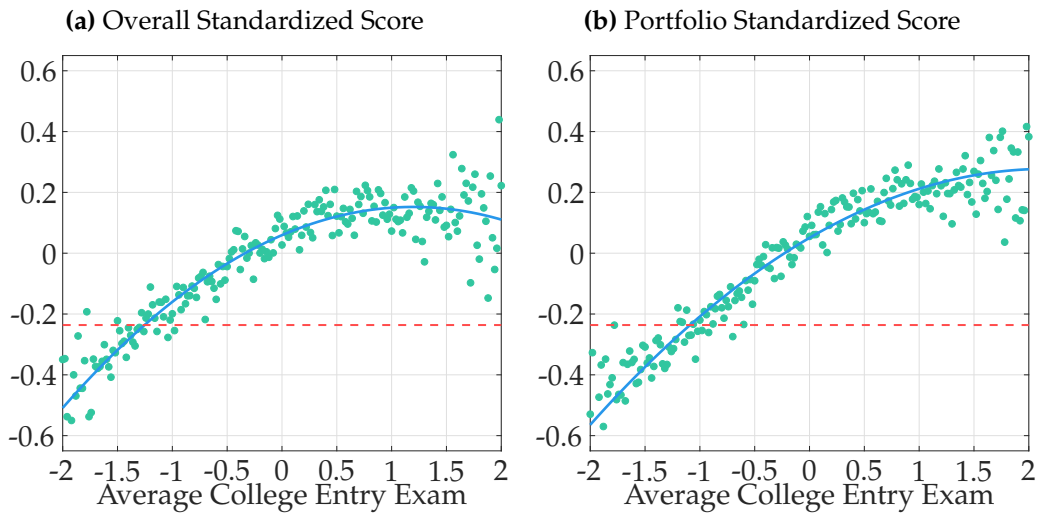 (a) Overall Standardized Score
0.6
0.4
0.2
0
-0.2
-0.4
-0.6
-2 -1.5 -1 -0.5 0 0.5 1 1.5 2
Average College Entry Exam
(b) Portfolio Standardized Score
0.6
0.4
0.2
0
-0.2
-0.4
-0.6
-2 -1.5 -1 -0.5 0 0.5 1 1.5 2
Average College Entry Exam